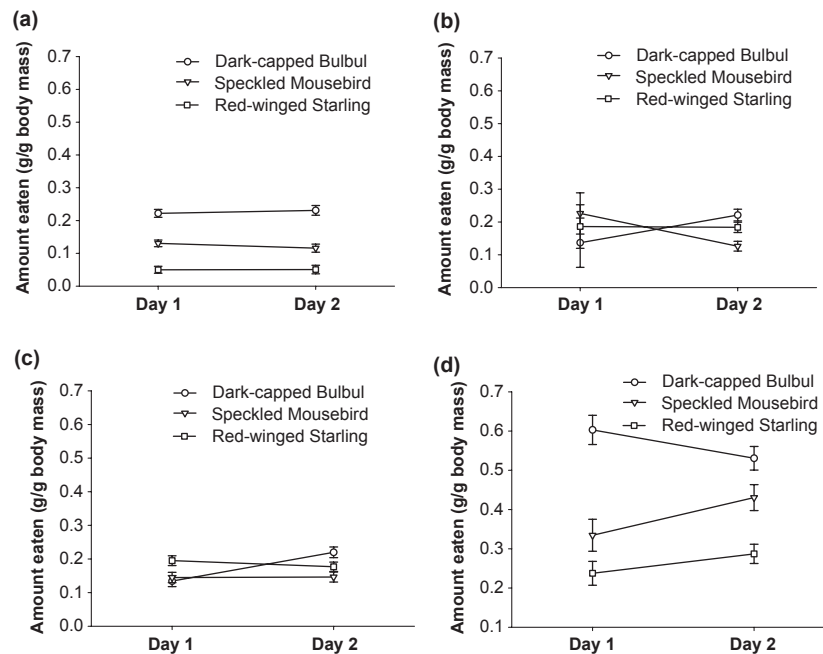 (a)
Amount eaten (g/g body mass)
0.7
0.6
0.5
0.4
0.3
0.2
0.1
0.0
Dark-capped Bulbul
Speckled Mousebird
Red-winged Starling
Day 1 Day 2
(b)
Amount eaten (g/g body mass)
0.7
0.6
0.5
0.4
0.3
0.2
0.1
0.0
Dark-capped Bulbul
Speckled Mousebird
Red-winged Starling
Day 1 Day 2
(c)
Amount eaten (g/g body mass)
0.7
0.6
0.5
0.4
0.3
0.2
0.1
0.0
Dark-capped Bulbul
Speckled Mousebird
Red-winged Starling
Day 1 Day 2
(d)
Amount eaten (g/g body mass)
0.7
0.6
0.5
0.4
0.3
0.2
0.1
Dark-capped Bulbul
Speckled Mousebird
Red-winged Starling
Day 1 Day 2